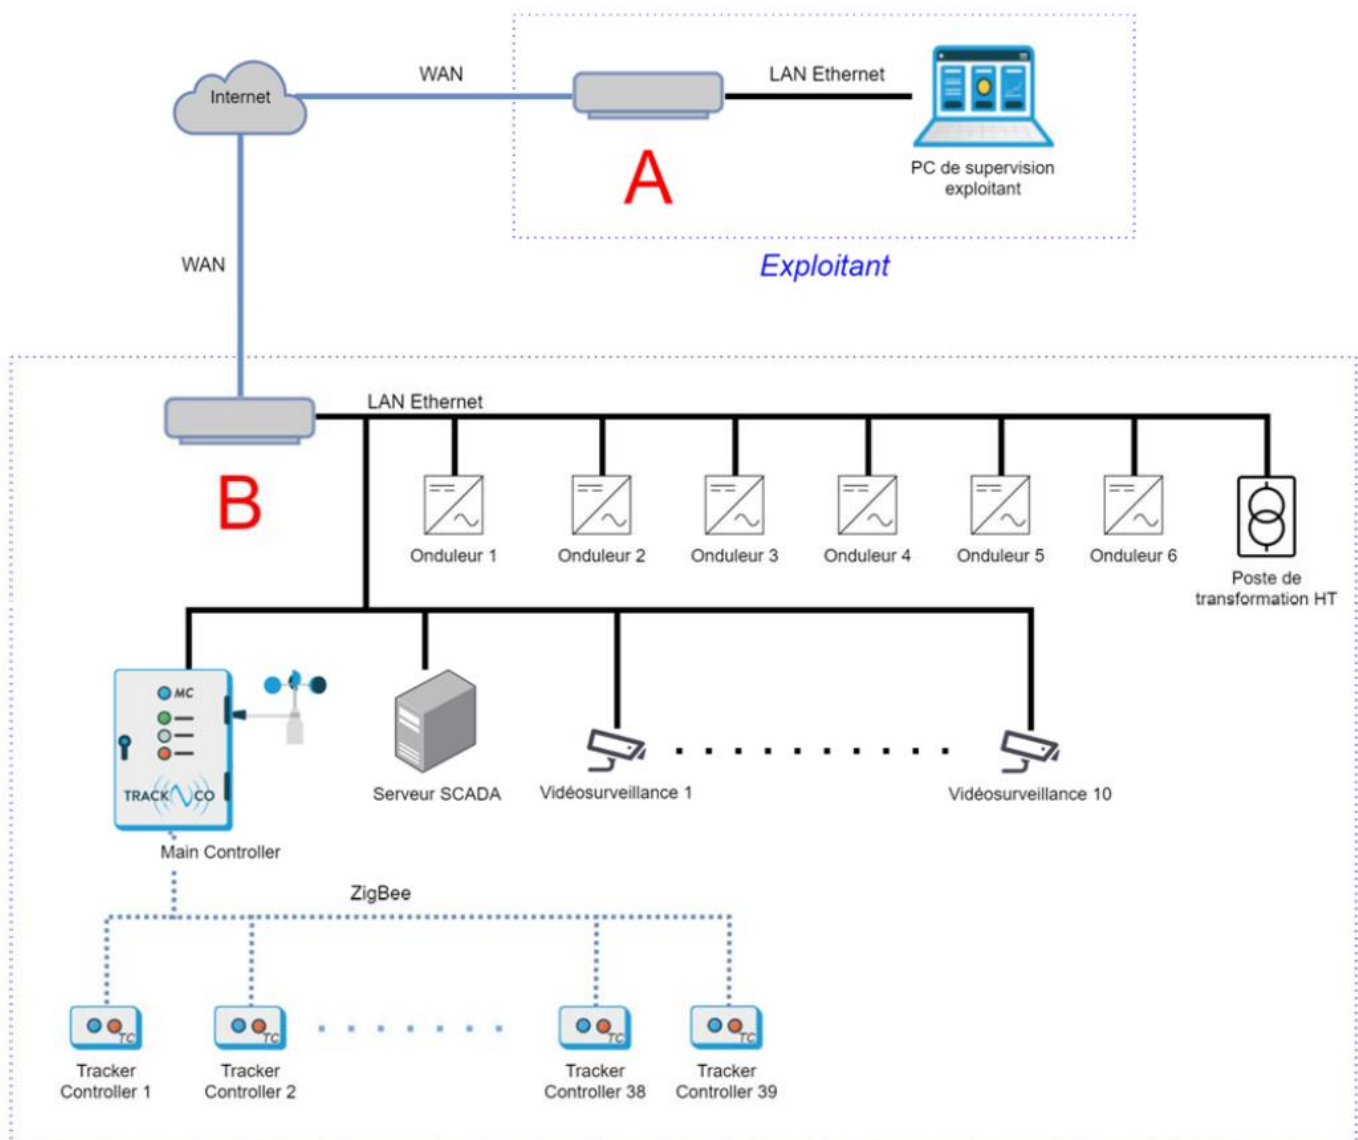 WAN
LAN Ethernet
Internet
A
PC de supervision
exploitant
WAN
Exploitant
LAN Ethernet
B
Onduleur 1
Onduleur 2
Onduleur 3
Onduleur 4
Onduleur 5
Onduleur 6
Poste de
transformation HT
MC
TRACK CO
Main Controller
Serveur SCADA
Vidéosurveillance 1
Vidéosurveillance 10
ZigBee
TC
TC
TC
TC
Tracker
Controller 1
Tracker
Controller 2
Tracker
Controller 38
Tracker
Controller 39